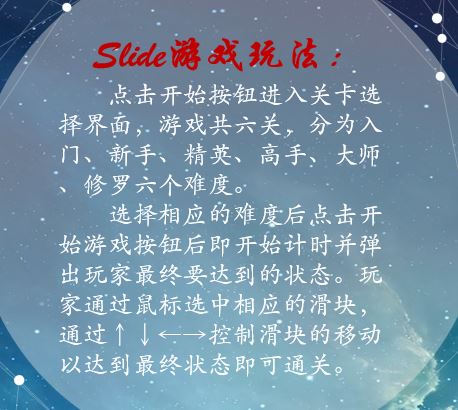 Slide游戏玩法：
点击开始按钮进入关卡选
择界面，游戏共六关，分为入
门、新手、精英、高手、大师
、修罗六个难度。
选择相应的难度后点击开
始游戏按钮后即开始计时并弹
出玩家最终要达到的状态。玩
家通过鼠标选中相应的滑块，
通过↑↓←→控制滑块的移动
以达到最终状态即可通关。